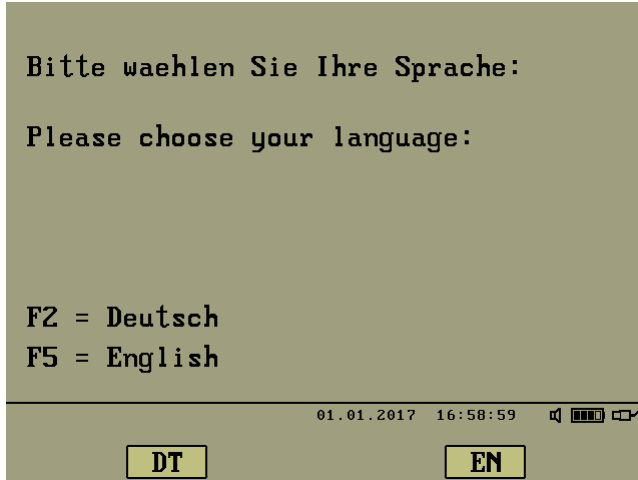 Bitte waehlen Sie Ihre Sprache:
Please choose your language:
F2 = Deutsch
F5 = English
01.01.2017 16:58:59
DT EN